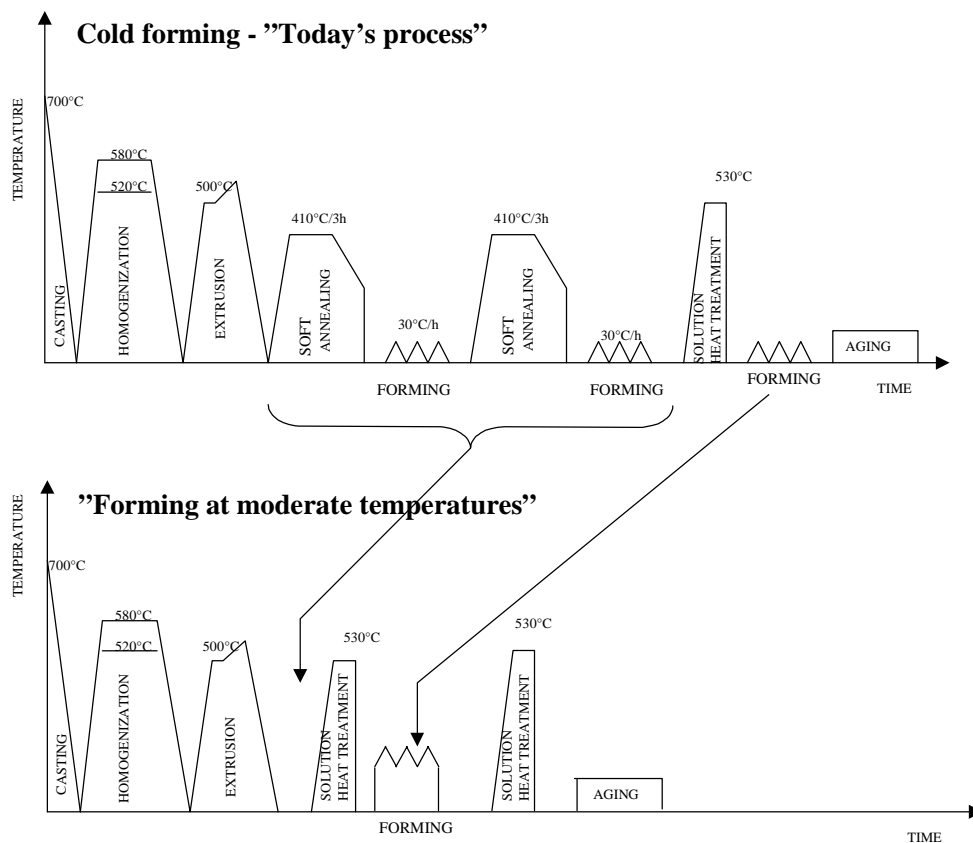 Cold forming - ”Today’s process”
TEMPERATURE
700°C
580°C
520°C
500°C
410°C/3h
410°C/3h
530°C
CASTING
HOMOGENIZATION
EXTRUSION
SOFT
ANNEALING
30°C/h
SOFT
ANNEALING
30°C/h
SOLUTION
HEAT TREATMENT
AGING
FORMING
FORMING
FORMING
TIME
”Forming at moderate temperatures”
TEMPERATURE
700°C
580°C
520°C
500°C
530°C
530°C
CASTING
HOMOGENIZATION
EXTRUSION
SOLUTION
HEAT TREATMENT
SOLUTION
HEAT TREATMENT
AGING
FORMING
TIME